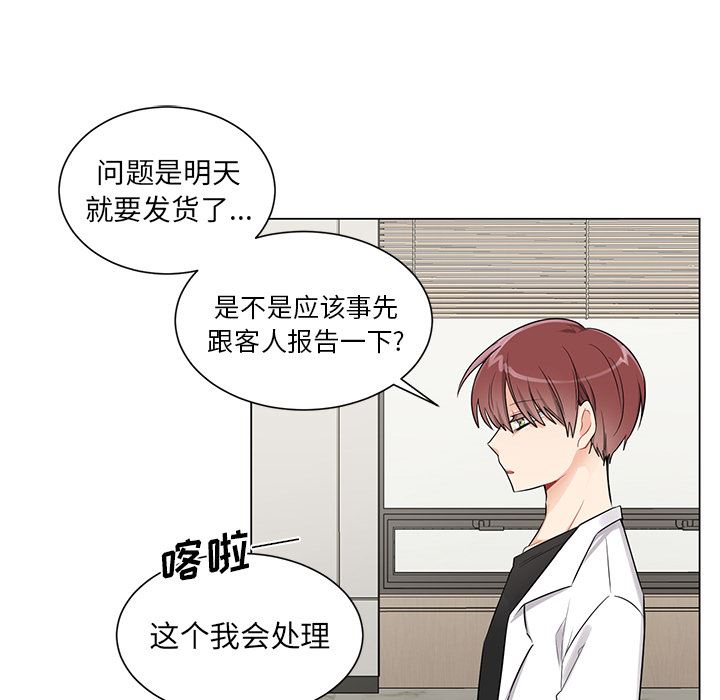 问题是明天
就要发货了...
是不是应该事先
跟客人报告一下?
喀啦
这个我会处理